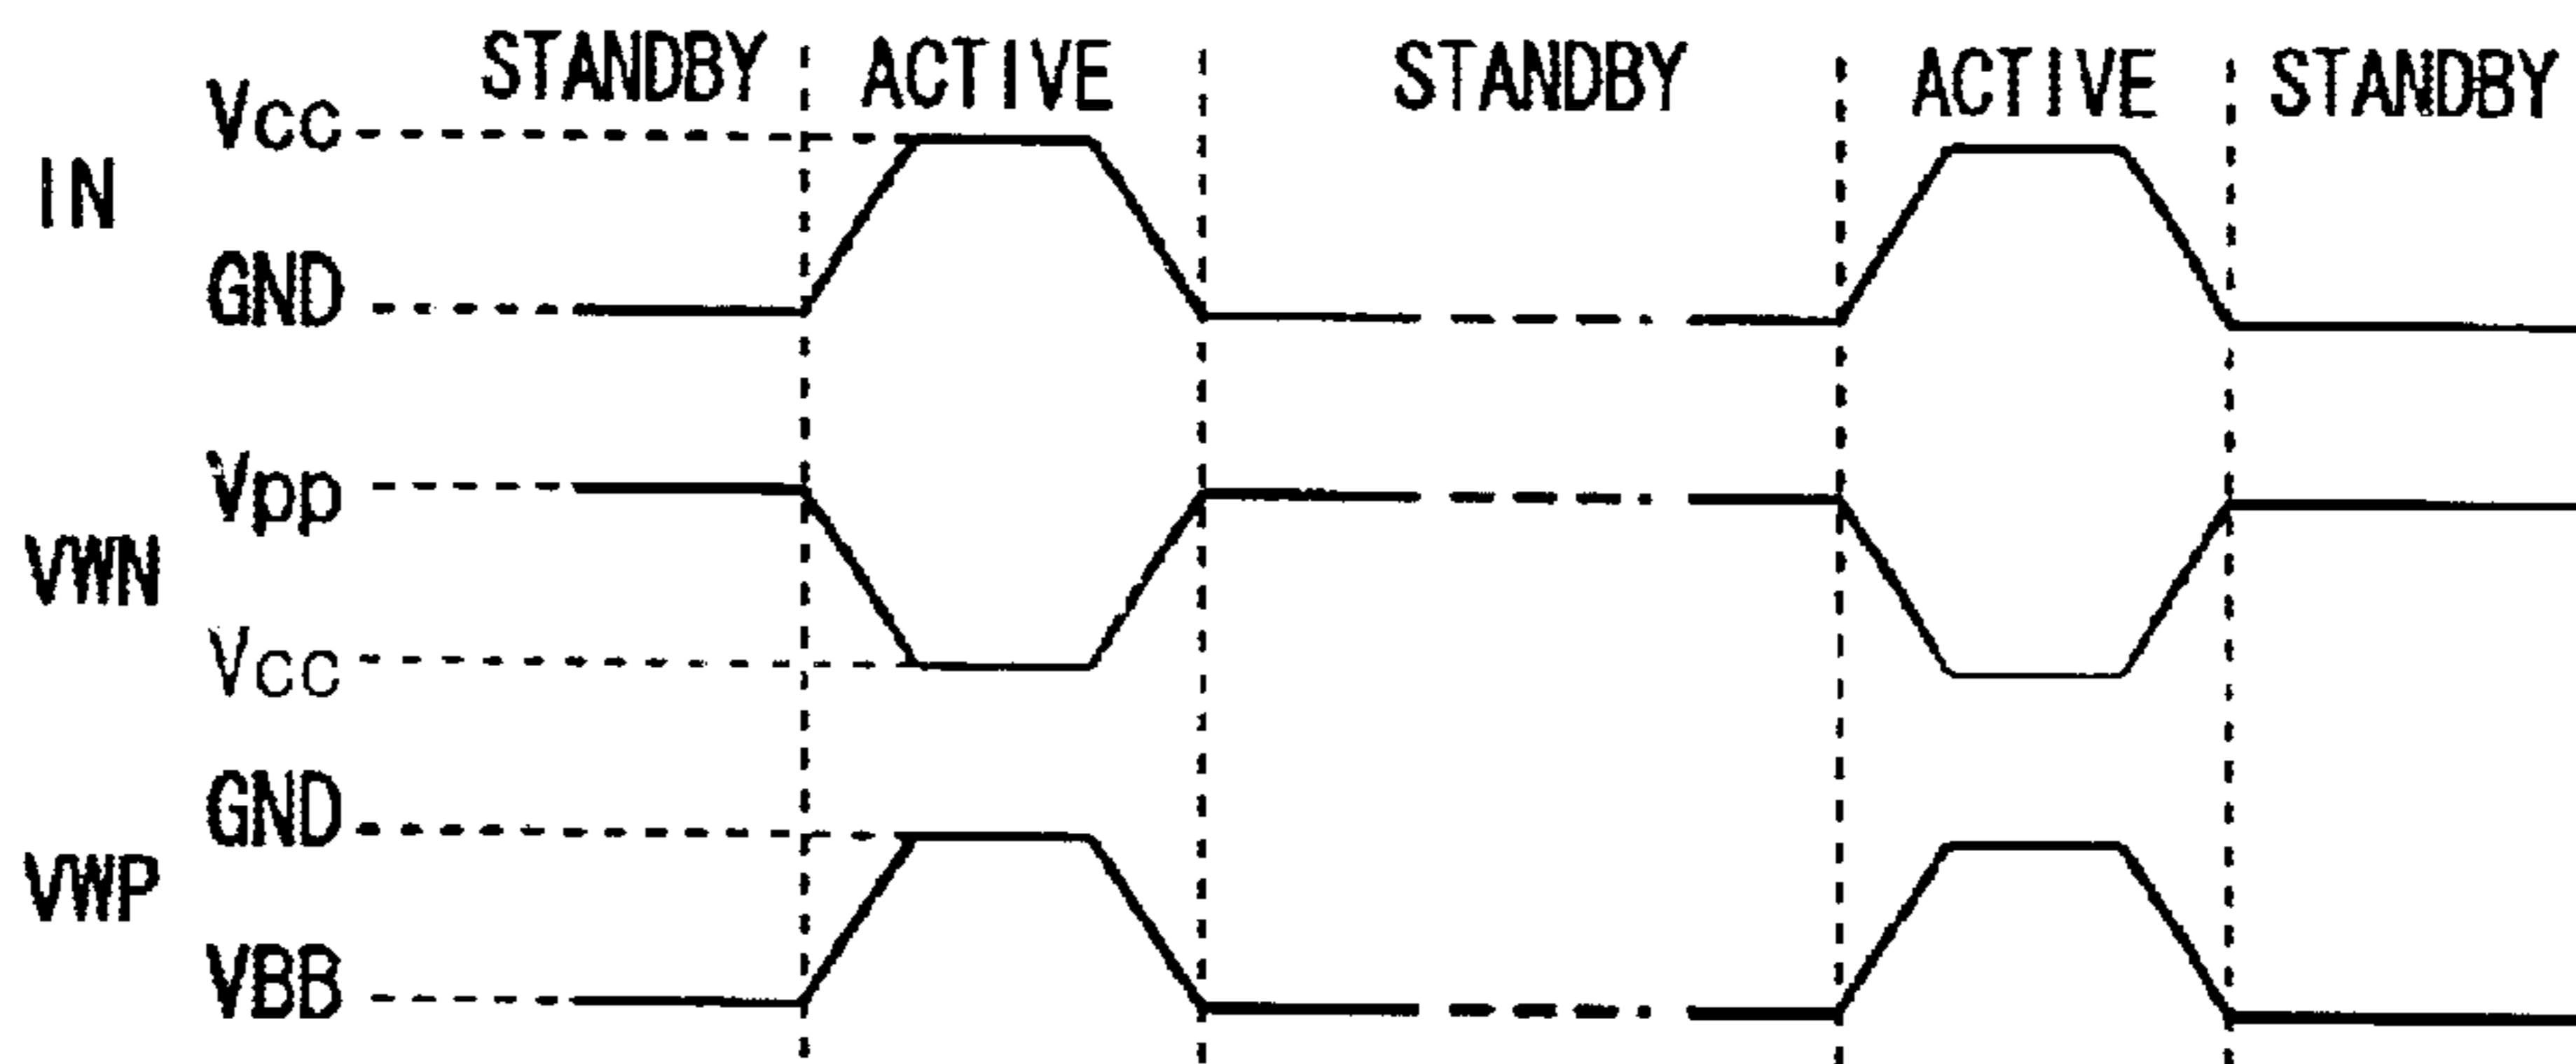 STANDBY ACTIVE STANDBY ACTIVE STANDBY
Vcc
IN
GND
Vpp
VWN
Vcc
GND
VWP
VBB